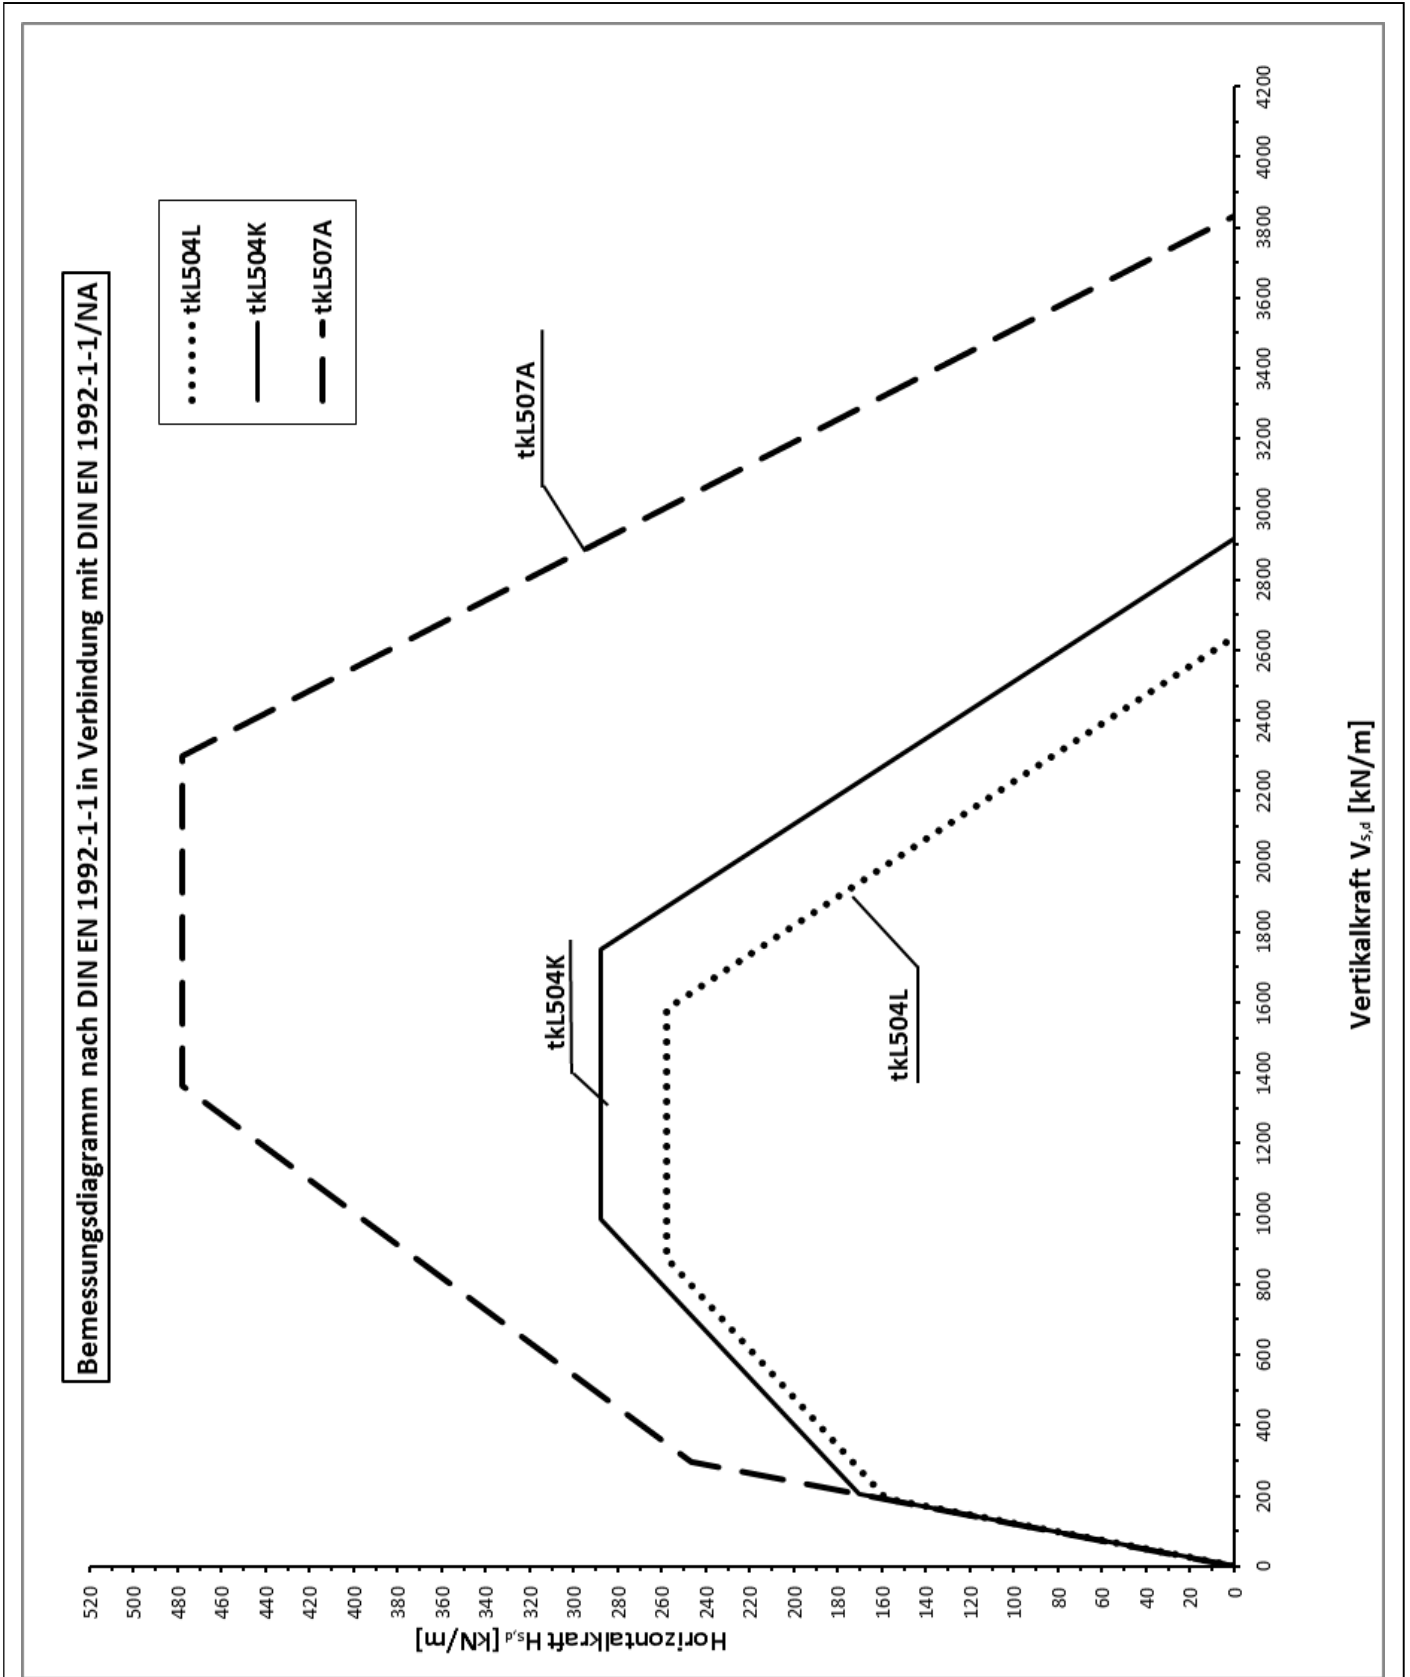 Bemessungsdiagramm nach DIN EN 1992-1-1 in Verbindung mit DIN EN 1992-1-1/NA
tkL504L
tkL504K
tkL507A
tkL507A
tkL504K
tkL504L
Horizontalkraft Hs,d [kN/m]
520
500
480
460
440
420
400
380
360
340
320
300
280
260
240
220
200
180
160
140
120
100
80
60
40
20
0
0 200 400 600 800 1000 1200 1400 1600 1800 2000 2200 2400 2600 2800 3000 3200 3400 3600 3800 4000 4200
Vertikalkraft Vs,d [kN/m]